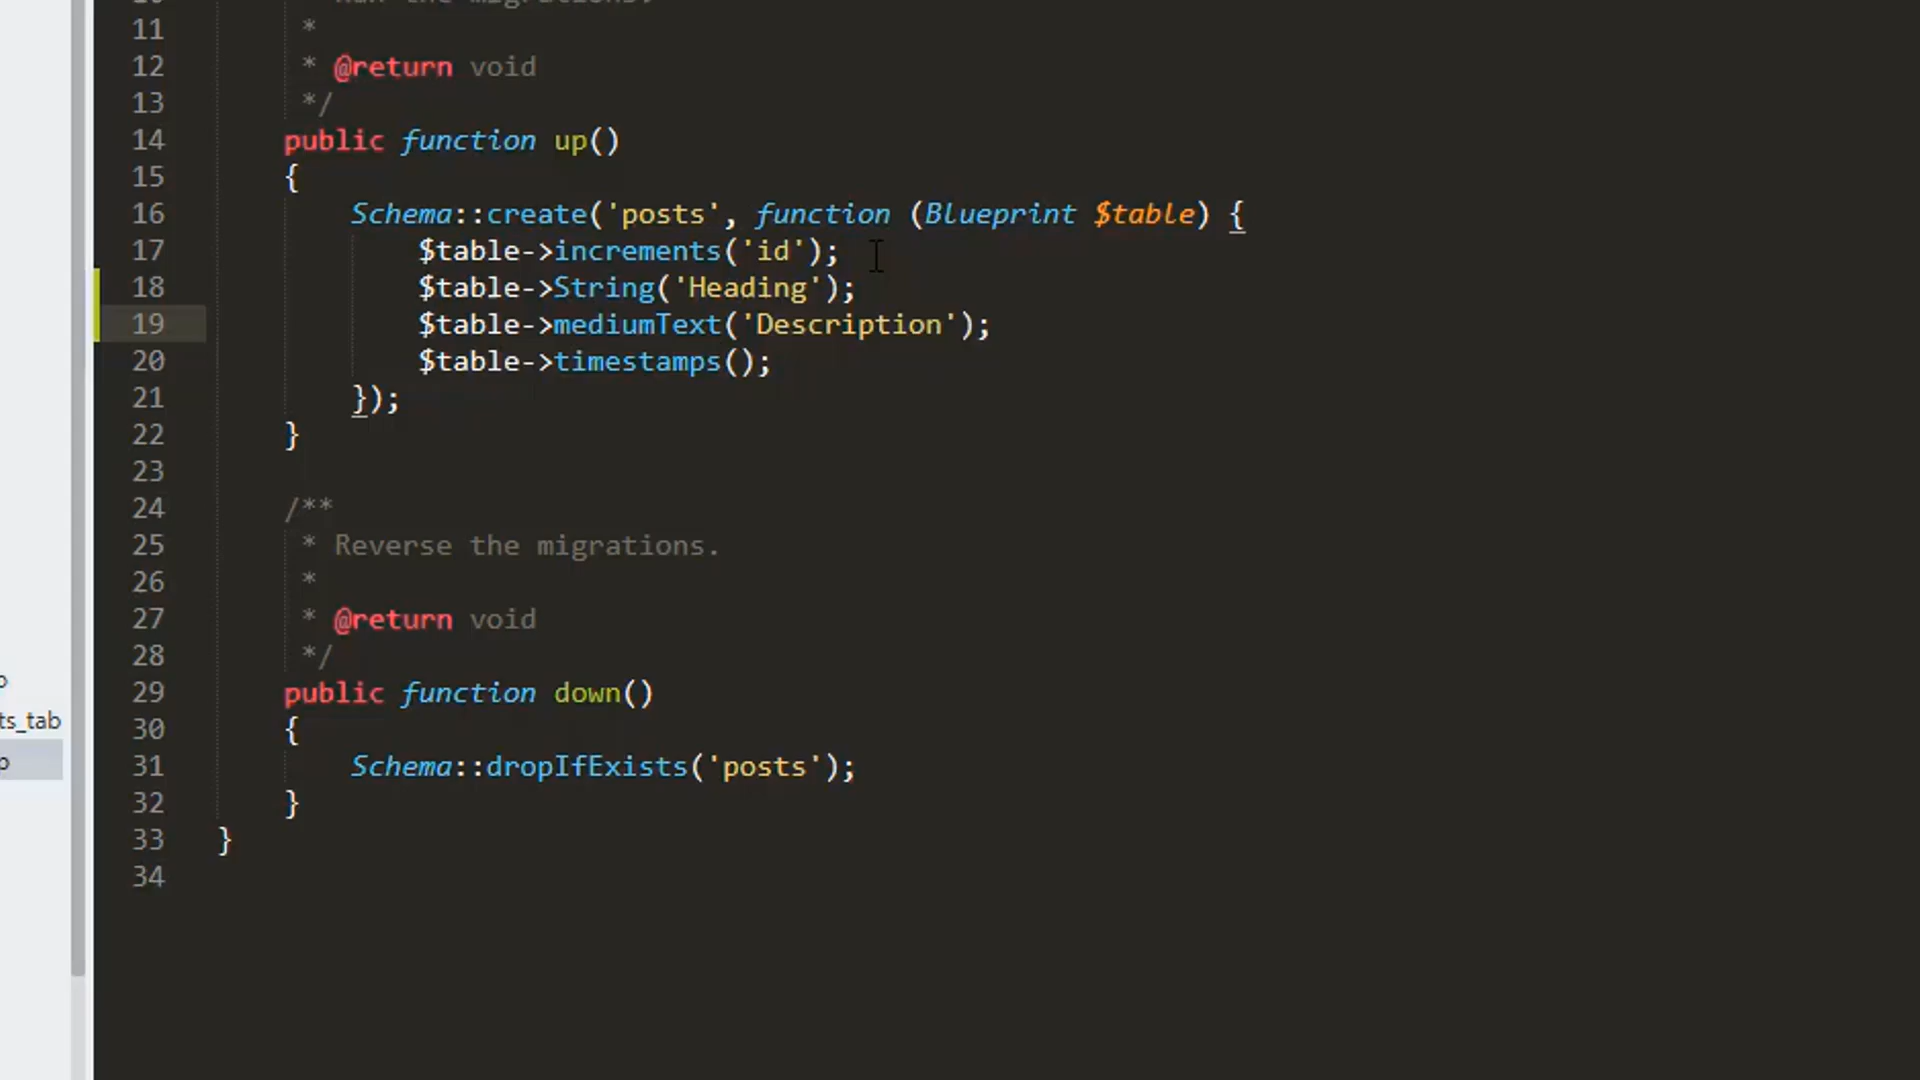 11 *
12 * @return void
13 */
14 public function up()
15 {
16 Schema::create('posts', function (Blueprint $table) {
17 $table->increments('id');
18 $table->String('Heading');
19 $table->mediumText('Description');
20 $table->timestamps();
21 });
22 }
23
24 /**
25 * Reverse the migrations.
26 *
27 * @return void
28 */
29 public function down()
30 {
31 Schema::dropIfExists('posts');
32 }
33 }
34
ts_tab